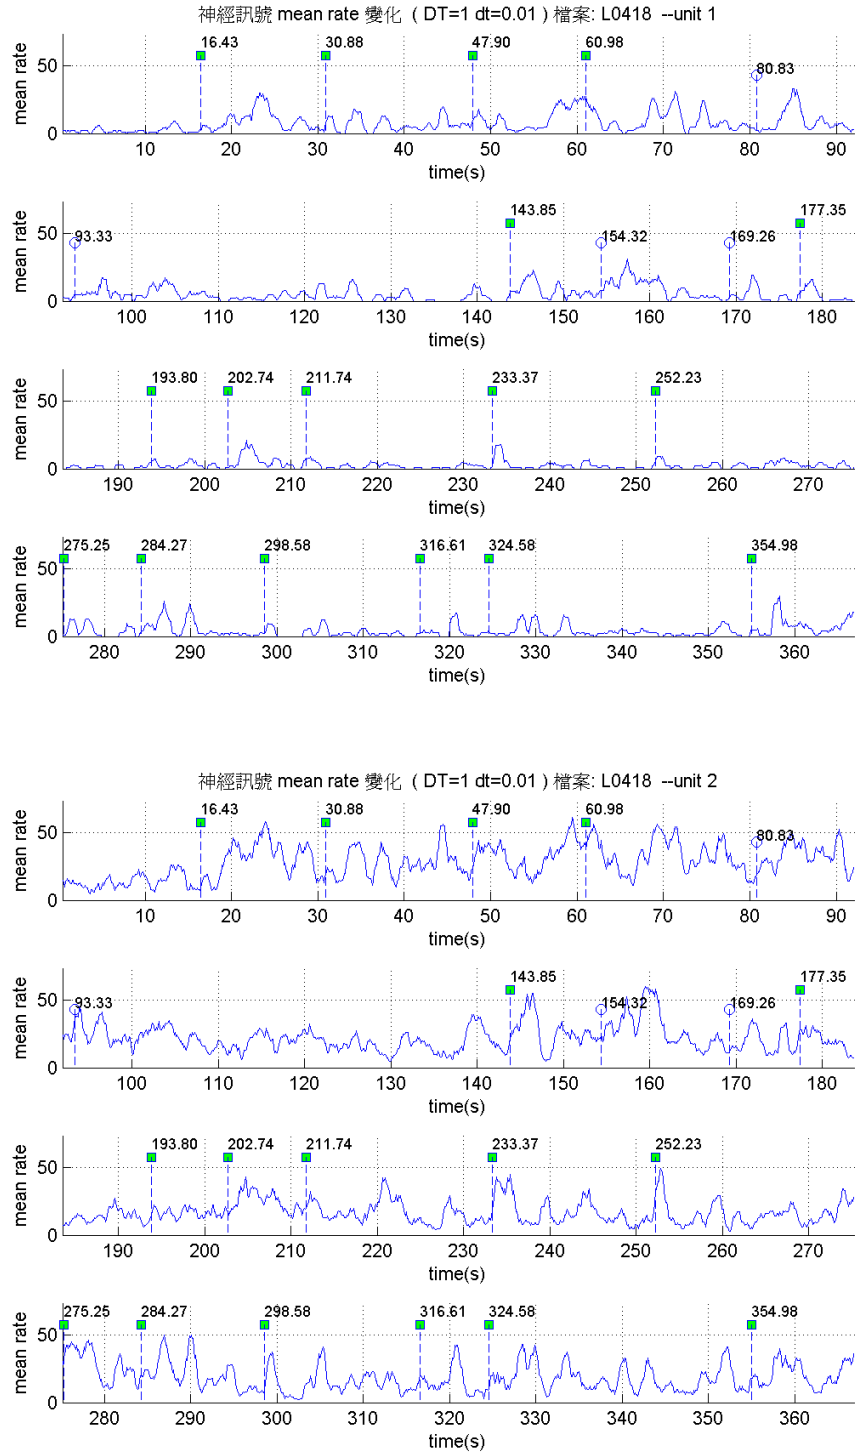 神經訊號 mean rate 變化 ( DT=1 dt=0.01 ) 檔案: L0418 --unit 1
16.43 30.88 47.90 60.98 80.83
50
0
mean rate
10 20 30 40 50 60 70 80 90
time(s)
93.33 143.85 154.32 169.26 177.35
50
0
mean rate
100 110 120 130 140 150 160 170 180
time(s)
193.80 202.74 211.74 233.37 252.23
50
0
mean rate
190 200 210 220 230 240 250 260 270
time(s)
275.25 284.27 298.58 316.61 324.58 354.98
50
0
mean rate
280 290 300 310 320 330 340 350 360
time(s)
神經訊號 mean rate 變化 ( DT=1 dt=0.01 ) 檔案: L0418 --unit 2
16.43 30.88 47.90 60.98 80.83
50
0
mean rate
10 20 30 40 50 60 70 80 90
time(s)
93.33 143.85 154.32 169.26 177.35
50
0
mean rate
100 110 120 130 140 150 160 170 180
time(s)
193.80 202.74 211.74 233.37 252.23
50
0
mean rate
190 200 210 220 230 240 250 260 270
time(s)
275.25 284.27 298.58 316.61 324.58 354.98
50
0
mean rate
280 290 300 310 320 330 340 350 360
time(s)